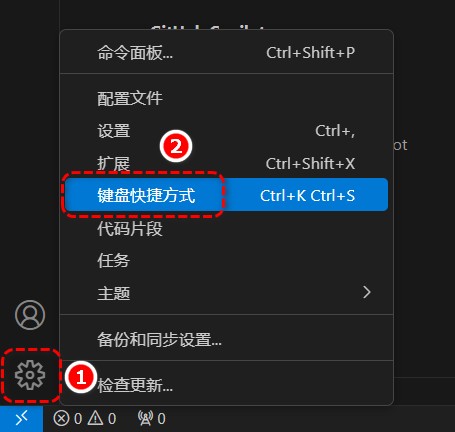 命令面板... Ctrl+Shift+P
配置文件
设置 Ctrl+,
2
扩展 Ctrl+Shift+X
键盘快捷方式 Ctrl+K Ctrl+S
代码片段
任务
主题
备份和同步设置...
1
检查更新...
0 0 0